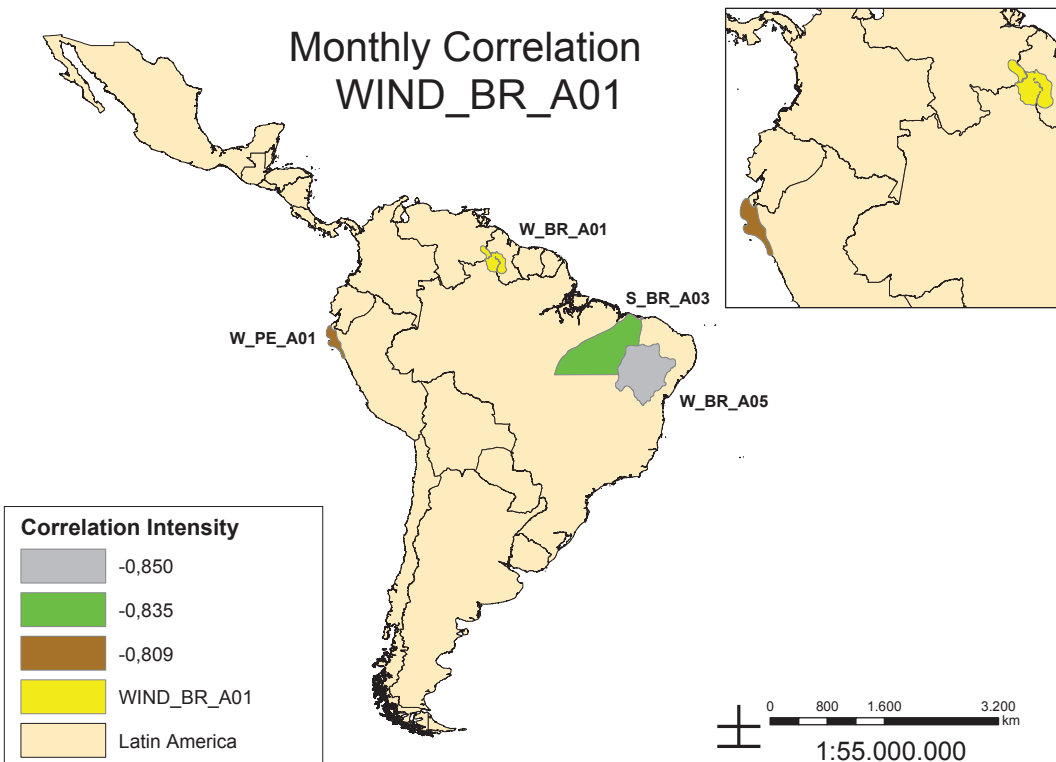 Monthly Correlation
WIND_BR_A01
W_BR_A01
S_BR_A03
W_PE_A01
W_BR_A05
Correlation Intensity
-0,850
-0,835
-0,809
WIND_BR_A01
Latin America
0 800 1.600 3.200
km
1:55.000.000